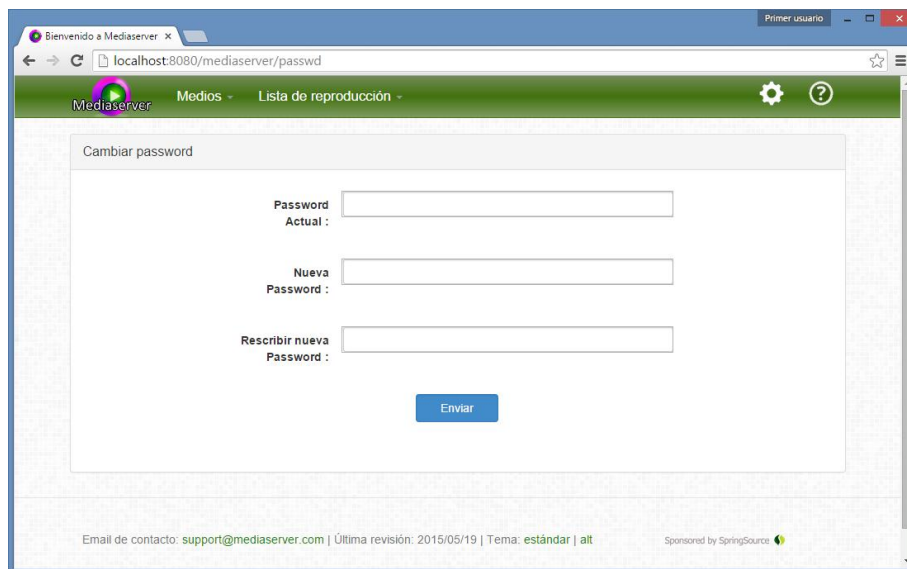 Primer usuario
Bienvenido a Mediaserver
localhost:8080/mediaserver/passwd
Mediaserver
Medios
Lista de reproducción
Cambiar password
Password
Actual :
Nueva
Password :
Rescribir nueva
Password :
Enviar
Email de contacto: support@mediaserver.com | Última revisión: 2015/05/19 | Tema: estándar | alt
Sponsored by SpringSource